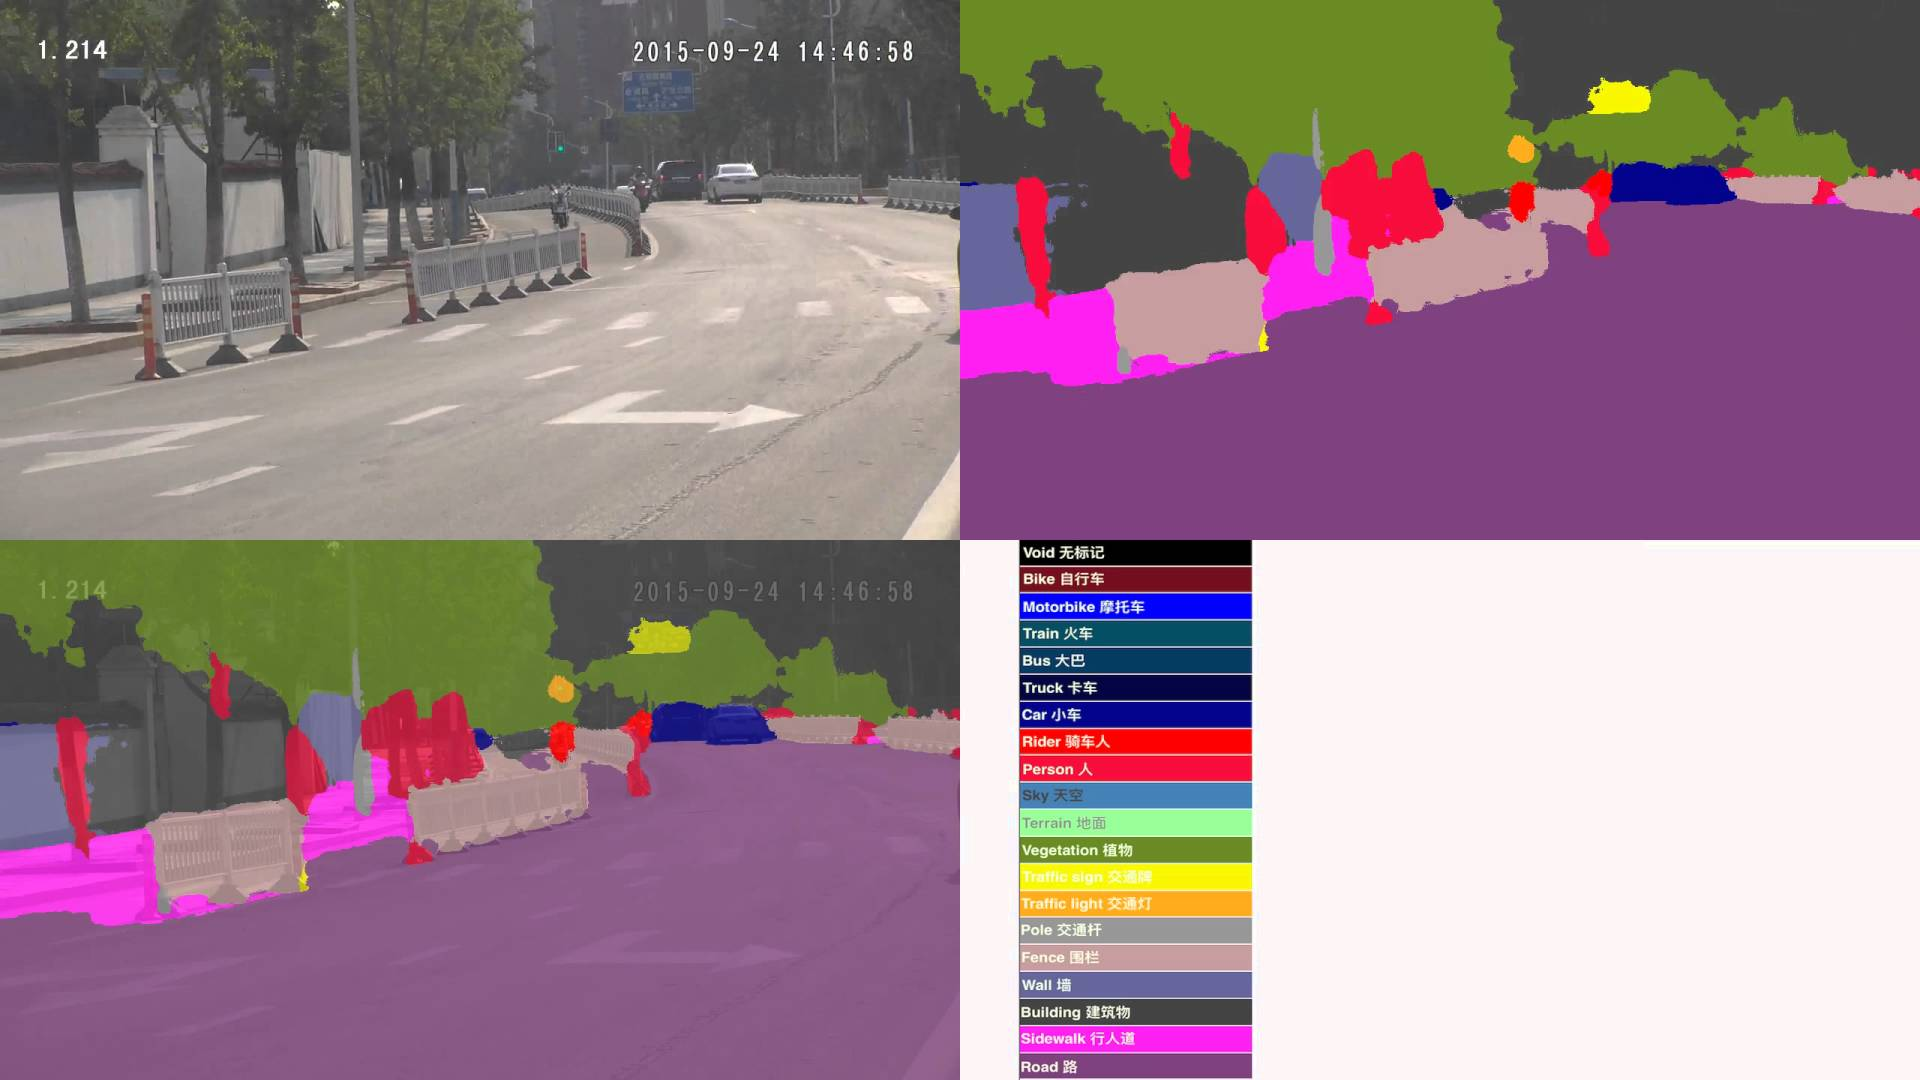 1.214
2015-09-24 14:46:58
1.214
2015-09-24 14:46:58
Void 无标记
Bike 自行车
Motorbike 摩托车
Train 火车
Bus 大巴
Truck 卡车
Car 小车
Rider 骑车人
Person 人
Sky 天空
Terrain 地面
Vegetation 植物
Traffic sign 交通牌
Traffic light 交通灯
Pole 交通杆
Fence 围栏
Wall 墙
Building 建筑物
Sidewalk 行人道
Road 路